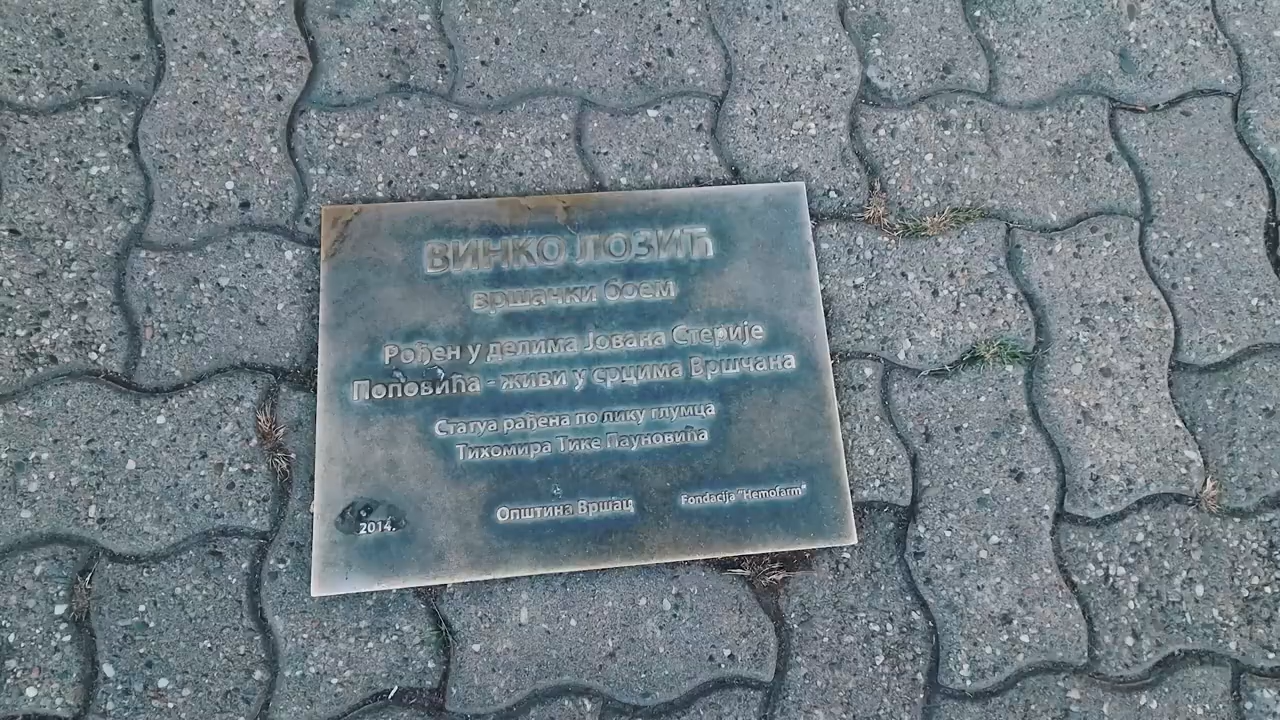 ВИНКО ЛОЗИЋ
вршачки боем
Рођен у делима Јована Стерије
Поповића - живи у срцима Вршчана
Статуа рађена по лику глумца
Тихомира Тике Пауновића
2014.
Општина Вршац
Fondacija "Hemofarm"